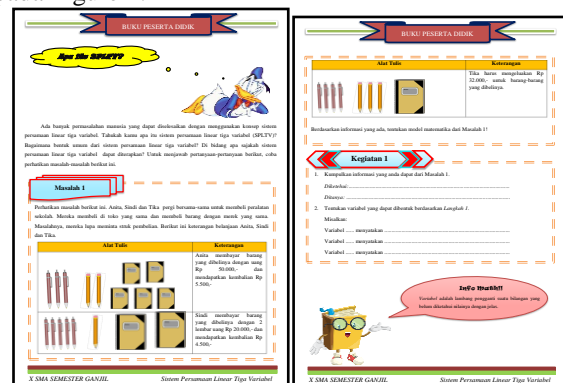 BUKU PESERTA DIDIK
Apa Itu SPLTV?
Ada banyak permasalahan manusia yang dapat diselesaikan dengan menggunakan konsep sistem
persamaan linear tiga variabel. Tahukah kamu apa itu sistem persamaan linear tiga variabel (SPLTV)?
Bagaimana bentuk umum dari sistem persamaan linear tiga variabel? Di bidang apa sajakah sistem
persamaan linear tiga variabel dapat diterapkan? Untuk menjawab pertanyaan-pertanyaan berikut, coba
perhatikan masalah-masalah berikut ini.
Masalah 1
Perhatikan masalah berikut ini. Anita, Sindi dan Tika pergi bersama-sama untuk membeli peralatan
sekolah. Mereka membeli di toko yang sama dan membeli barang dengan merek yang sama.
Masalahnya, mereka lupa meminta struk pembelian. Berikut ini keterangan belanjaan Anita, Sindi
dan Tika.
Alat Tulis Keterangan
Anita membayar barang
yang dibelinya dengan uang
Rp 50.000,- dan
mendapatkan kembalian Rp
5.500,-
Sindi membayar barang
yang dibelinya dengan 2
lembar uang Rp 20.000,- dan
mendapatkan kembalian Rp
4.500,-
X SMA SEMESTER GANJIL Sistem Persamaan Linear Tiga Variabel
BUKU PESERTA DIDIK
Alat Tulis Keterangan
Tika harus mengeluarkan Rp
32.000,- untuk barang-barang
yang dibelinya.
Berdasarkan informasi yang ada, tentukan model matematika dari Masalah 1!
Kegiatan 1
1. Kumpulkan informasi yang anda dapat dari Masalah 1.
Diketahui:
Ditanya:
2. Tentukan variabel yang dapat dibentuk berdasarkan Langkah 1.
Misalkan:
Variabel ..... menyatakan
Variabel ..... menyatakan
Variabel ..... menyatakan
Info Math!!
Variabel adalah lambang pengganti suatu bilangan yang
belum diketahui nilainya dengan jelas.
X SMA SEMESTER GANJIL Sistem Persamaan Linear Tiga Variabel